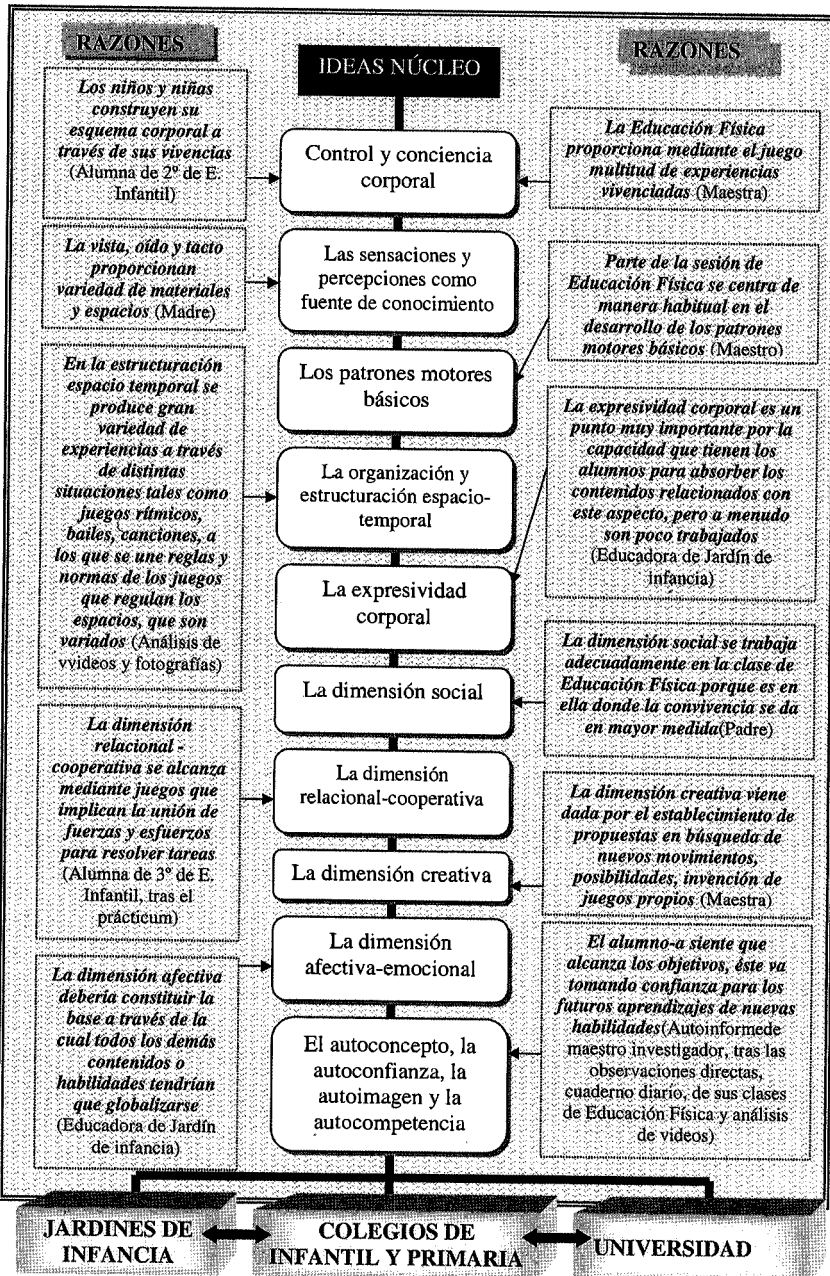 RAZONES
Los niños y niñas
construyen su
esquema corporal a
través de sus vivencias
(Alumna de 2º de E.
Infantil)
La vista, oído y tacto
proporcionan
variedad de materiales
y espacios (Madre)
En la estructuración
espacio temporal se
produce gran
variedad de
experiencias a través
de distintas
situaciones tales como
juegos rítmicos,
bailes, canciones, a
los que se une reglas y
normas de los juegos
que regulan los
espacios, que son
variados (Análisis de
vvideos y fotografías)
La dimensión
relacional -
cooperativa se alcanza
mediante juegos que
implican la unión de
fuerzas y esfuerzos
para resolver tareas
(Alumna de 3º de E.
Infantil, tras el
prácticum)
La dimensión afectiva
debería constituir la
base a través de la
cual todos los demás
contenidos o
habilidades tendrían
que globalizarse
(Educadora de Jardín
de infancia)
IDEAS NÚCLEO
Control y conciencia
corporal
Las sensaciones y
percepciones como
fuente de conocimiento
Los patrones motores
básicos
La organización y
estructuración espacio-
temporal
La expresividad
corporal
La dimensión social
La dimensión
relacional-cooperativa
La dimensión creativa
La dimensión
afectiva-emocional
El autoconcepto, la
autoconfianza, la
autoimagen y la
autocompetencia
RAZONES
La Educación Física
proporciona mediante el juego
multitud de experiencias
vivenciadas (Maestra)
Parte de la sesión de
Educación Física se centra de
manera habitual en el
desarrollo de los patrones
motores básicos (Maestro)
La expresividad corporal es un
punto muy importante por la
capacidad que tienen los
alumnos para absorber los
contenidos relacionados con
este aspecto, pero a menudo
son poco trabajados
(Educadora de Jardín de
infancia)
La dimensión social se trabaja
adecuadamente en la clase de
Educación Física porque es en
ella donde la convivencia se da
en mayor medida(Padre)
La dimensión creativa viene
dada por el establecimiento de
propuestas en búsqueda de
nuevos movimientos,
posibilidades, invención de
juegos propios (Maestra)
El alumno-a siente que
alcanza los objetivos, éste va
tomando confianza para los
futuros aprendizajes de nuevas
habilidades(Autoinformede
maestro investigador, tras las
observaciones directas,
cuaderno diario, de sus clases
de Educación Física y análisis
de videos)
JARDINES DE
INFANCIA
COLEGIOS DE
INFANTIL Y PRIMARIA
UNIVERSIDAD